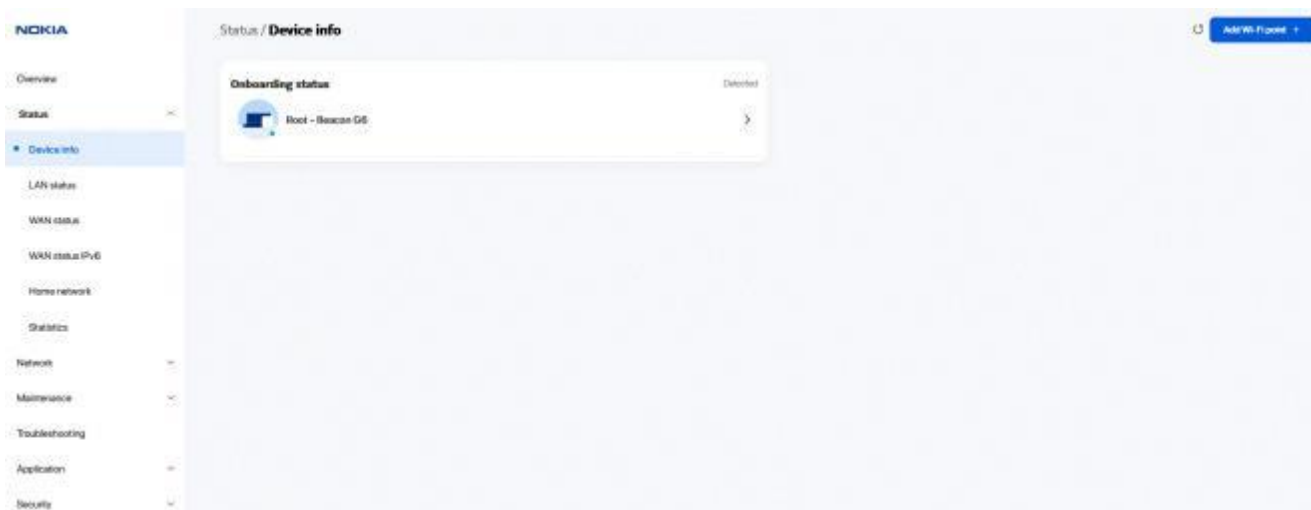 NOKIA
Status / Device info
Add Wi-Fi point +
Overview
Onboarding status
Detected
Status
Root - Beacon G6
Device info
LAN status
WAN status
WAN status IPv6
Home network
Statistics
Network
Maintenance
Troubleshooting
Application
Security